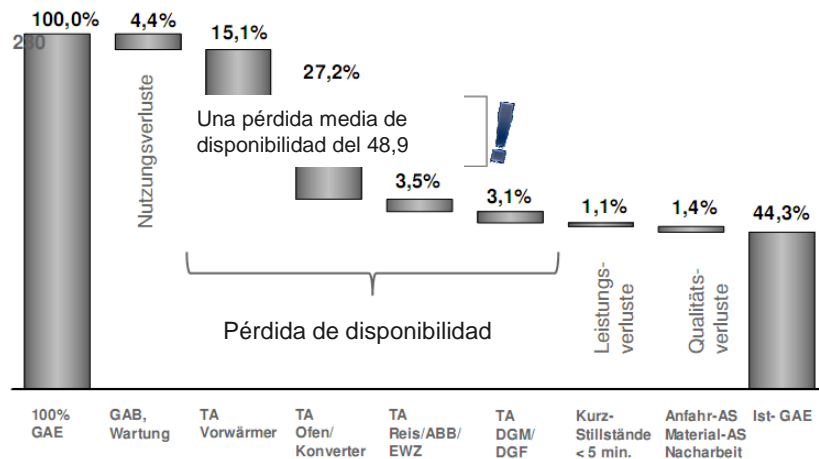 100,0%
4,4%
15,1%
27,2%
230
Una pérdida media de
disponibilidad del 48,9
!
3,5%
3,1%
1,1%
1,4%
44,3%
Nutzungsverluste
Leistungs-
verluste
Qualitäts-
verluste
Pérdida de disponibilidad
100%
GAE
GAB,
Wartung
TA
Vorwärmer
TA
Ofen/
Konverter
TA
Reis/ABB/
EWZ
TA
DGM/
DGF
Kurz-
Stillstände
< 5 min.
Anfahr-AS
Material-AS
Nacharbeit
Ist- GAE